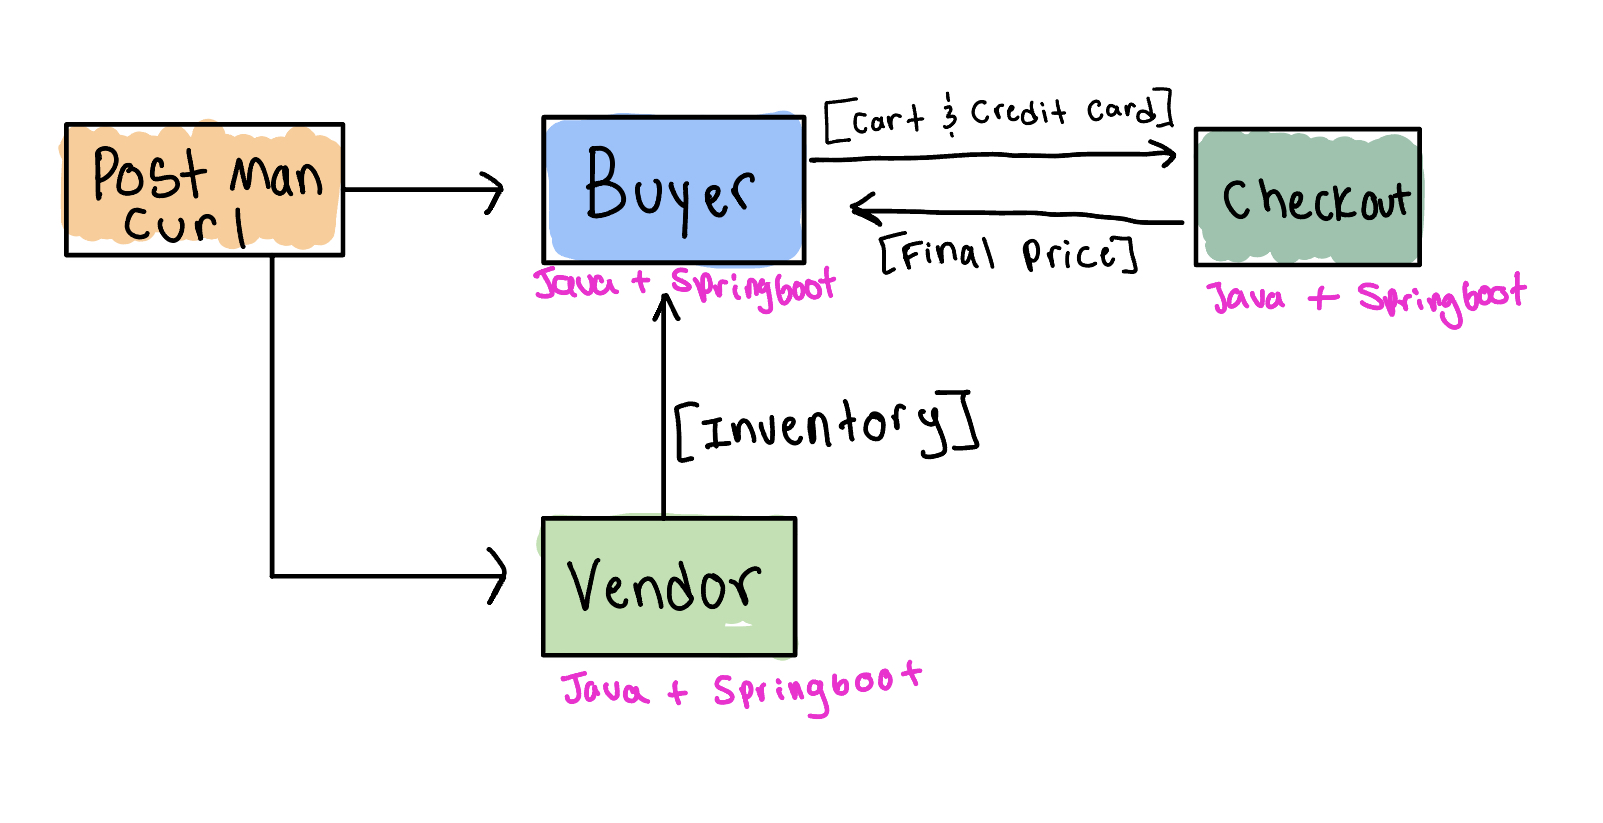 Post Man
curl
Buyer
Java + Springboot
[Cart & Credit Card]
[Final Price]
Checkout
Java + Springboot
[Inventory]
Vendor
Java + Springboot